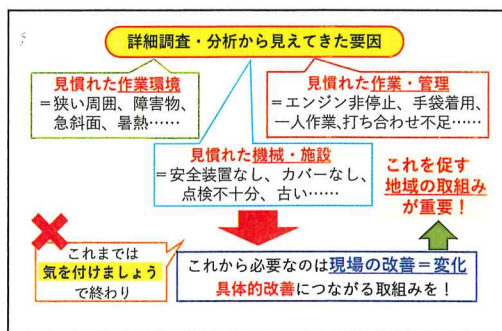 詳細調査・分析から見えてきた要因
見慣れた作業環境
＝狭い周囲、障害物、
急斜面、暑熱……
見慣れた作業・管理
＝エンジン非停止、手袋着用、
一人作業、打ち合わせ不足……
見慣れた機械・施設
＝安全装置なし、カバーなし、
点検不十分、古い……
これを促す
地域の取組み
が重要！
これまでは
気を付けましょう
で終わり
これから必要なのは現場の改善＝変化
具体的改善につながる取組みを！